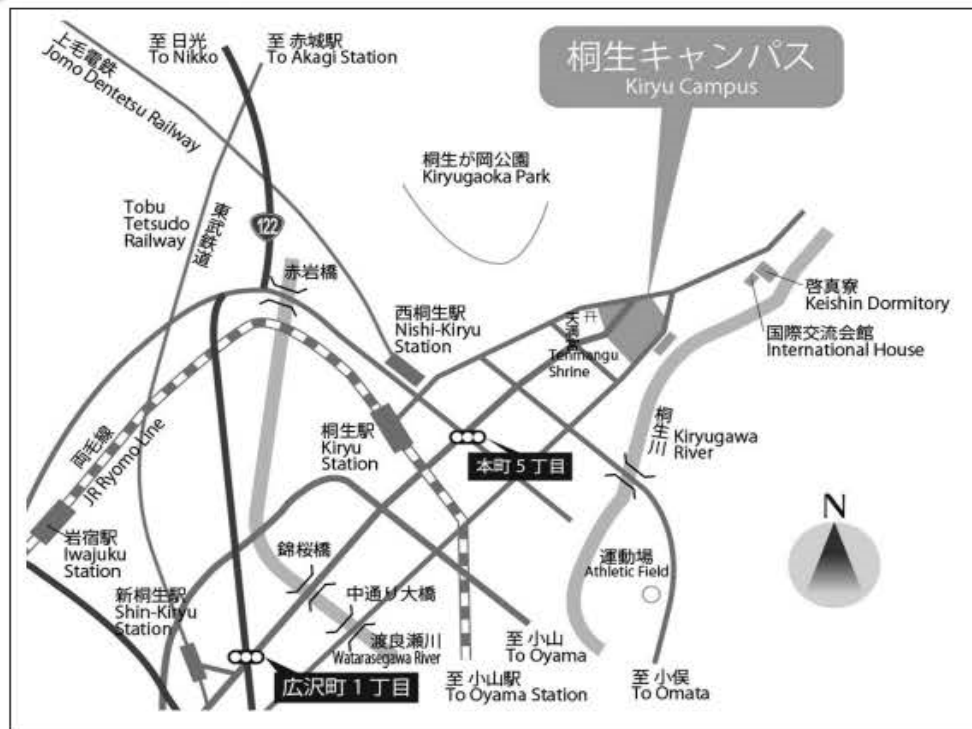 上毛電鉄
Jomo Dentetsu Railway
至 日光
To Nikko
至 赤城駅
To Akagi Station
桐生キャンパス
Kiryu Campus
桐生が岡公園
Kiryugaoka Park
Tobu
Tetsudo
Railway
東武鉄道
122
赤岩橋
西桐生駅
Nishi-Kiryu
Station
天満宮
Tenmangu
Shrine
啓真寮
Keishin Dormitory
国際交流会館
International House
両毛線
JR Ryomo Line
桐生駅
Kiryu
Station
本町5丁目
桐生川
Kiryugawa
River
N
岩宿駅
Iwajuku
Station
錦桜橋
運動場
Athletic Field
新桐生駅
Shin-Kiryu
Station
中通り大橋
渡良瀬川
Watarasegawa River
至 小山
To Oyama
広沢町1丁目
至 小山駅
To Oyama Station
至 小俣
To Omata